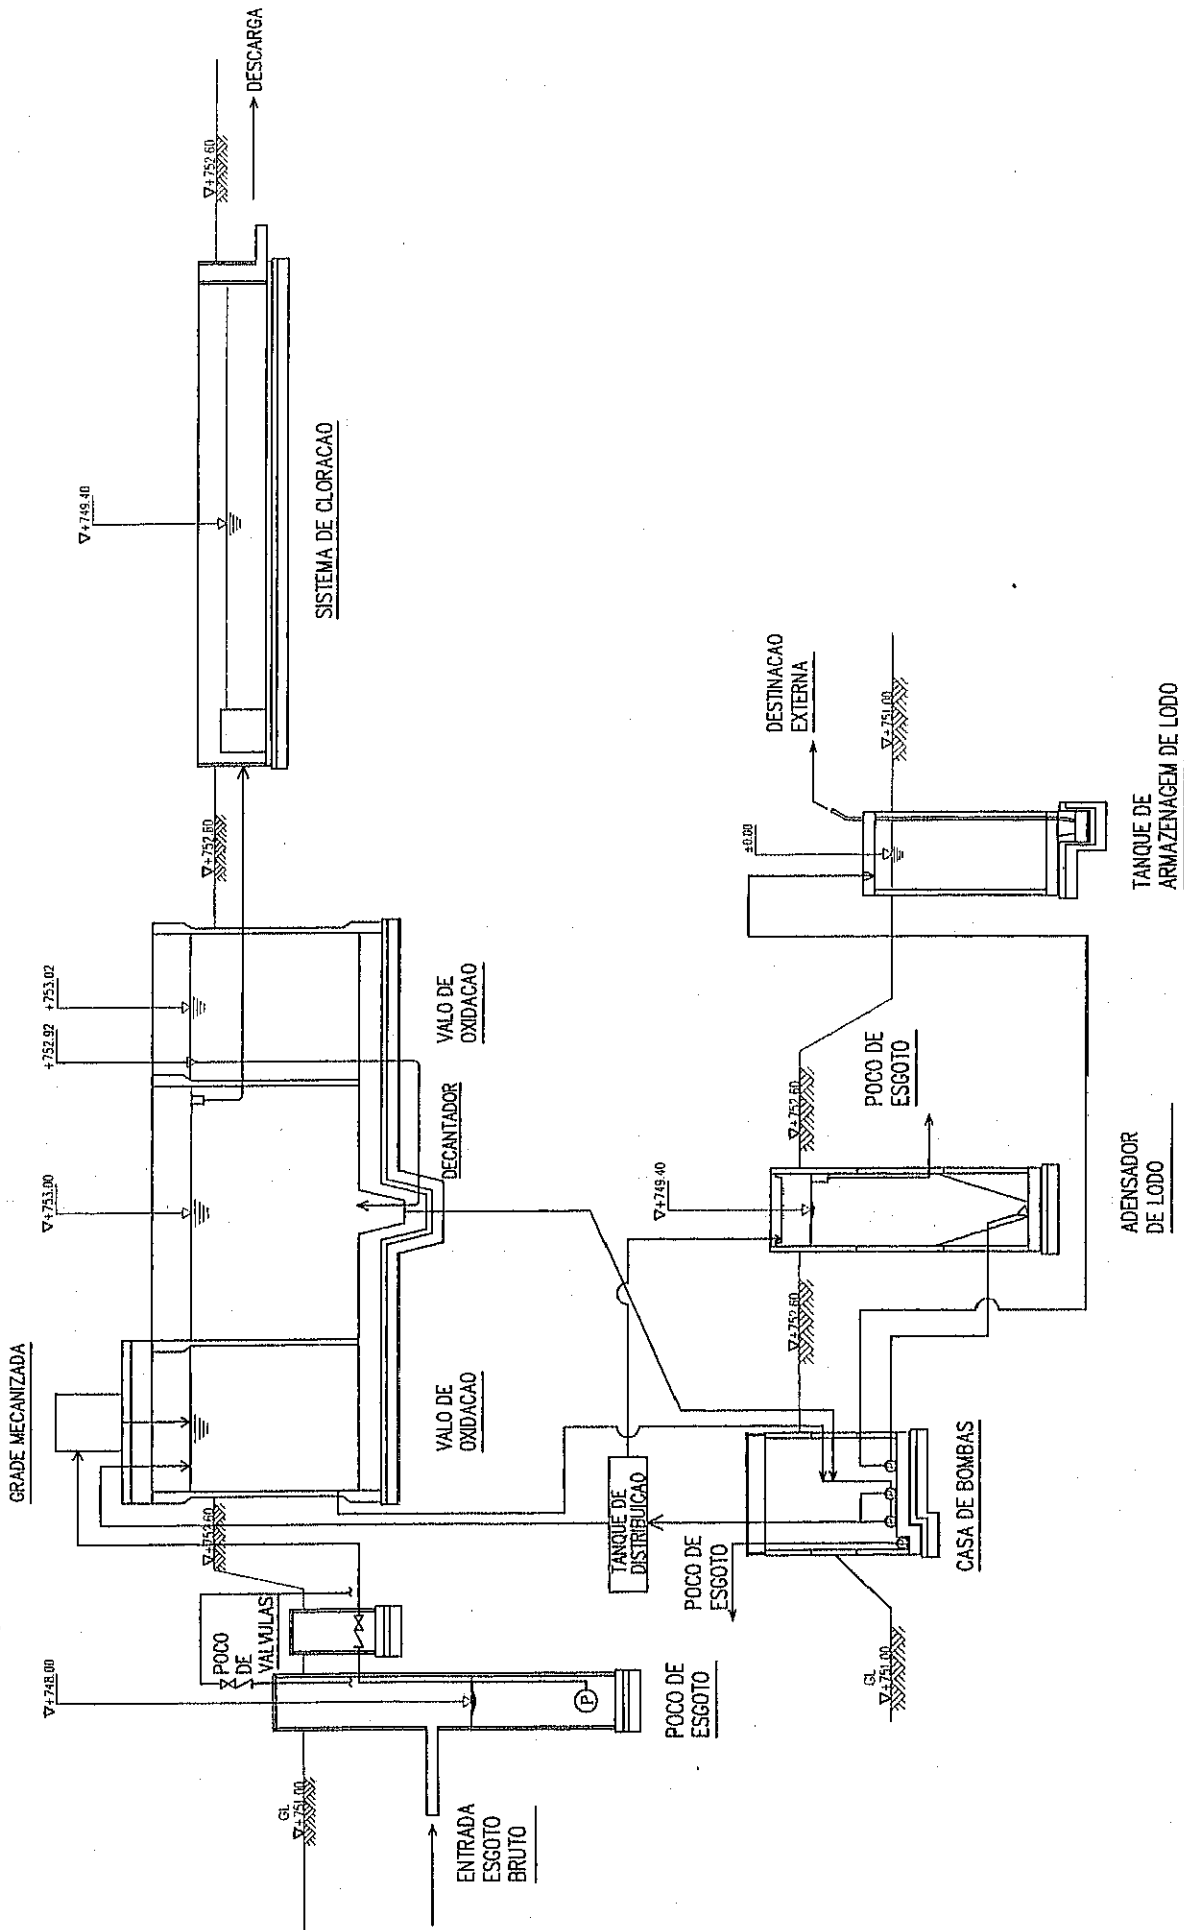 GRADE MECANIZADA
▽+748.00
POCO
DE
VALVULAS
▽+752.60
▽+753.00
+752.92
+753.02
▽+752.60
▽+749.40
▽+752.60
DESCARGA
GL
▽+751.00
ENTRADA
ESGOTO
BRUTO
P
POCO DE
ESGOTO
VALO DE
OXIDACAO
DECANTADOR
VALO DE
OXIDACAO
SISTEMA DE CLORACAO
TANQUE DE
DISTRIBUICAO
POCO DE
ESGOTO
GL
▽+751.00
CASA DE BOMBAS
▽+752.60
▽+749.40
▽+752.60
POCO DE
ESGOTO
ADENSADOR
DE LODO
±0.00
DESTINACAO
EXTERNA
▽+751.00
TANQUE DE
ARMAZENAGEM DE LODO